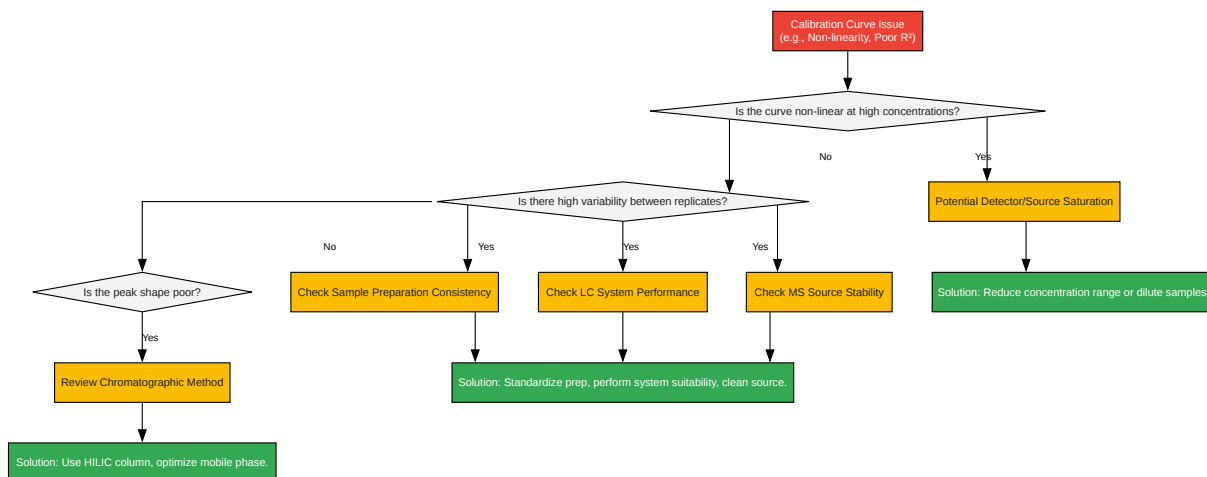 Calibration Curve Issue
(e.g., Non-linearity, Poor R²)
Is the curve non-linear at high concentrations?
No
Yes
Is there high variability between replicates?
Potential Detector/Source Saturation
No
Yes
Yes
Yes
Is the peak shape poor?
Check Sample Preparation Consistency
Check LC System Performance
Check MS Source Stability
Solution: Reduce concentration range or dilute samples
Yes
Review Chromatographic Method
Solution: Standardize prep, perform system suitability, clean source.
Solution: Use HILIC column, optimize mobile phase.